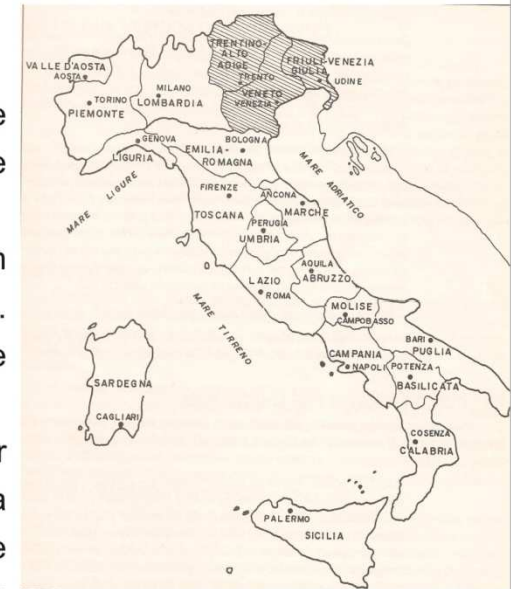 e
e
n
.
e
r
a
e
TRENTINO-
ALTO
ADIGE
TRENTO
FRIULI-VENEZIA
GIULIA
UDINE
VALLE D'AOSTA
AOSTA
MILANO
LOMBARDIA
VENETO
VENEZIA
TORINO
PIEMONTE
GENOVA
LIGURIA
BOLOGNA
EMILIA-
ROMAGNA
MARE LIGURE
MARE ADRIATICO
FIRENZE
TOSCANA
ANCONA
MARCHE
PERUGIA
UMBRIA
AQUILA
ABRUZZO
LAZIO
ROMA
MARE TIRRENO
MOLISE
CAMPOBASSO
CAMPANIA
NAPOLI
BARI
PUGLIA
POTENZA
BASILICATA
SARDEGNA
CAGLIARI
COSENZA
CALABRIA
PALERMO
SICILIA